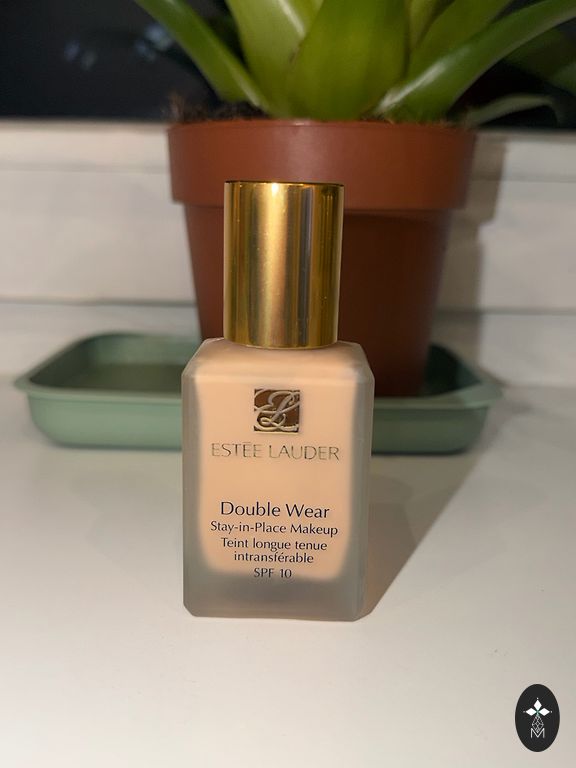 ESTĒE LAUDER
Double Wear
Stay-in-Place Makeup
Teint longue tenue
intransférable
SPF 10
M